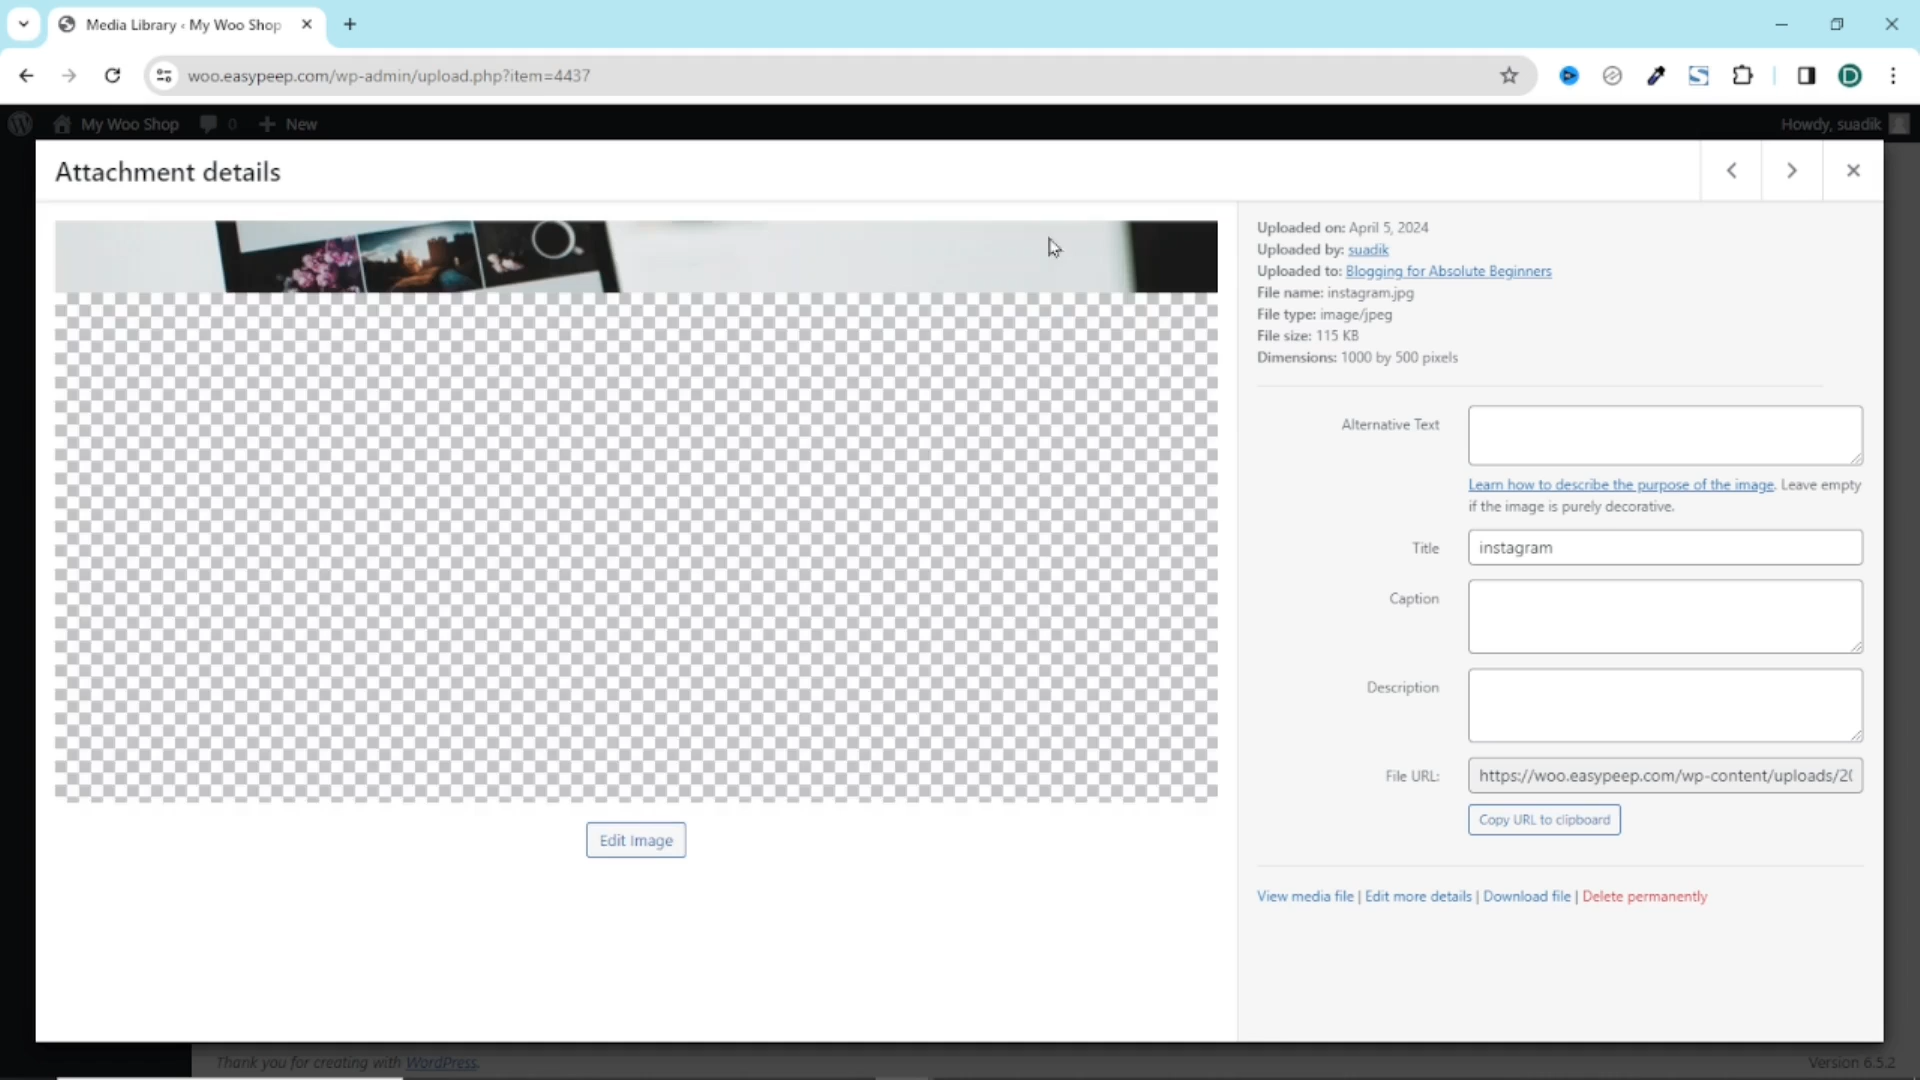 Media Library ‹ My Woo Shop
woo.easypeep.com/wp-admin/upload.php?item=4437
D
My Woo Shop 0 New
Howdy, suadik
Attachment details
Uploaded on: April 5, 2024
Uploaded by: suadik
Uploaded to: Blogging for Absolute Beginners
File name: instagram.jpg
File type: image/jpeg
File size: 115 KB
Dimensions: 1000 by 500 pixels
Alternative Text
Learn how to describe the purpose of the image. Leave empty
if the image is purely decorative.
Title
instagram
Caption
Description
File URL:
https://woo.easypeep.com/wp-content/uploads/20
Copy URL to clipboard
Edit Image
View media file | Edit more details | Download file | Delete permanently
Thank you for creating with WordPress.
Version 6.5.2